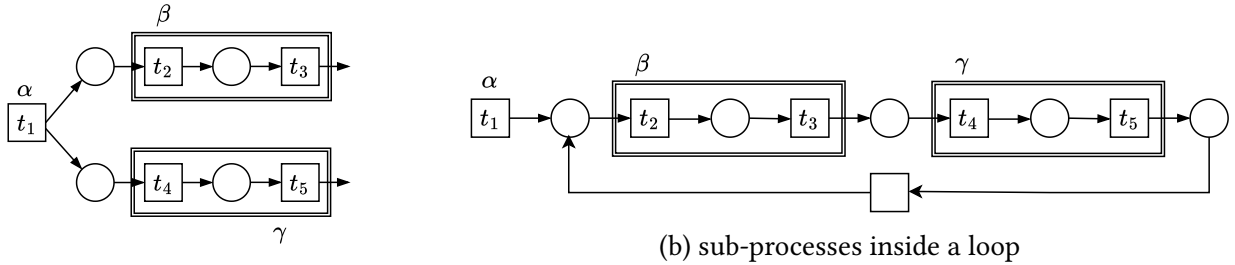 β
t₂ t₃
α
t₁
t₄ t₅
γ
α β γ
t₁ t₂ t₃ t₄ t₅
(b) sub-processes inside a loop